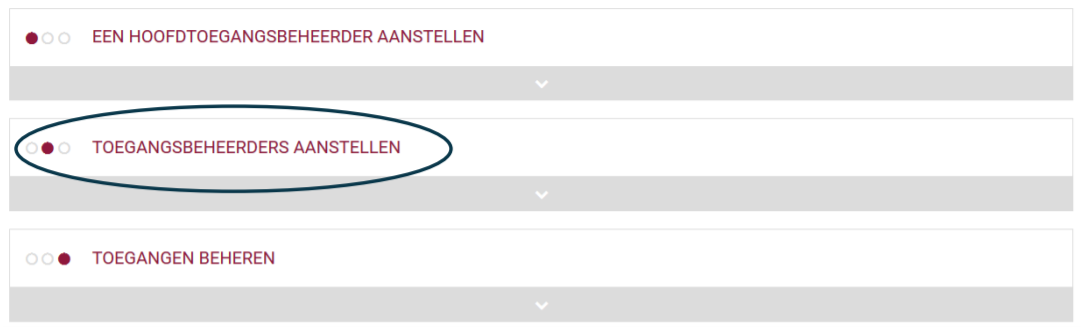 EEN HOOFDTOEGANGSBEHEERDER AANSTELLEN
TOEGANGSBEHEERDERS AANSTELLEN
TOEGANGEN BEHEREN